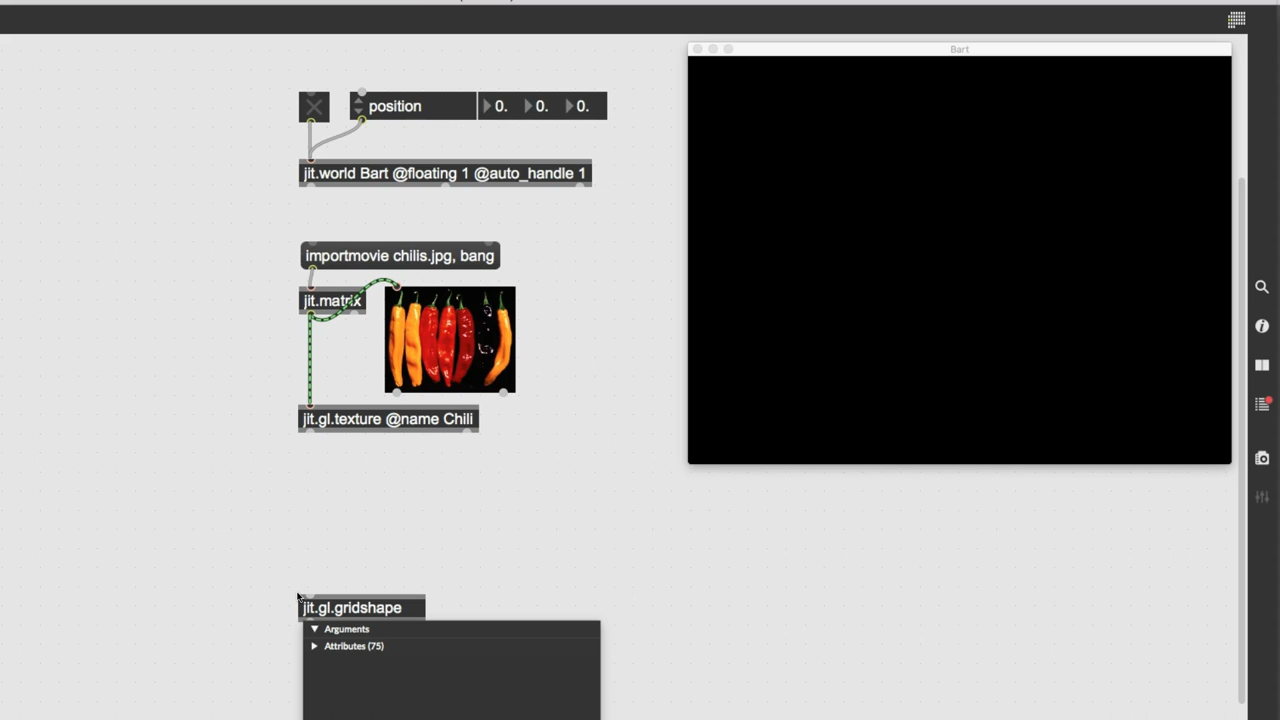 Bart
position
0.
0.
0.
jit.world Bart @floating 1 @auto_handle 1
importmovie chilis.jpg, bang
jit.matrix
jit.gl.texture @name Chili
jit.gl.gridshape
Arguments
Attributes (75)